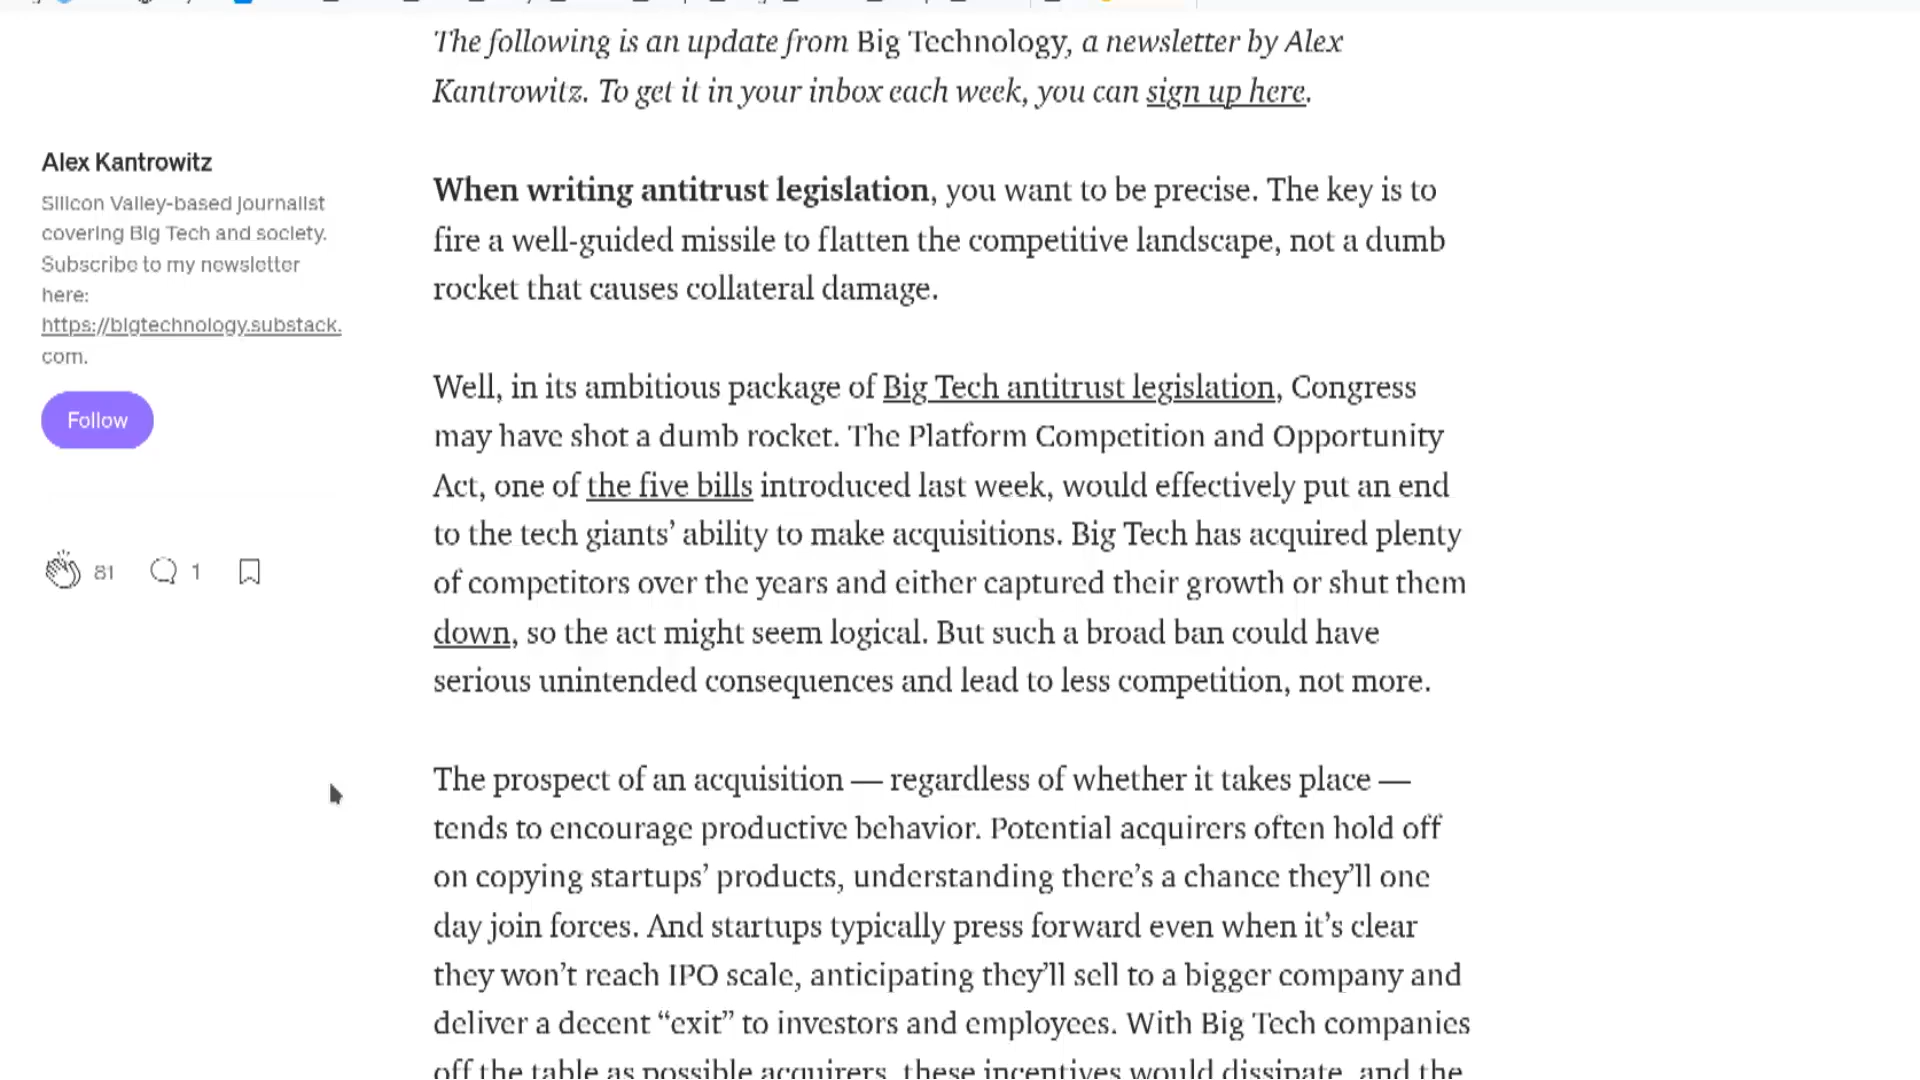 The following is an update from Big Technology, a newsletter by Alex
Kantrowitz. To get it in your inbox each week, you can sign up here.
Alex Kantrowitz
Silicon Valley-based journalist
covering Big Tech and society.
Subscribe to my newsletter
here:
https://bigtechnology.substack.
com.
Follow
81
1
When writing antitrust legislation, you want to be precise. The key is to
fire a well-guided missile to flatten the competitive landscape, not a dumb
rocket that causes collateral damage.
Well, in its ambitious package of Big Tech antitrust legislation, Congress
may have shot a dumb rocket. The Platform Competition and Opportunity
Act, one of the five bills introduced last week, would effectively put an end
to the tech giants’ ability to make acquisitions. Big Tech has acquired plenty
of competitors over the years and either captured their growth or shut them
down, so the act might seem logical. But such a broad ban could have
serious unintended consequences and lead to less competition, not more.
The prospect of an acquisition — regardless of whether it takes place —
tends to encourage productive behavior. Potential acquirers often hold off
on copying startups’ products, understanding there’s a chance they’ll one
day join forces. And startups typically press forward even when it’s clear
they won’t reach IPO scale, anticipating they’ll sell to a bigger company and
deliver a decent “exit” to investors and employees. With Big Tech companies
off the table as possible acquirers, these incentives would dissipate, and the